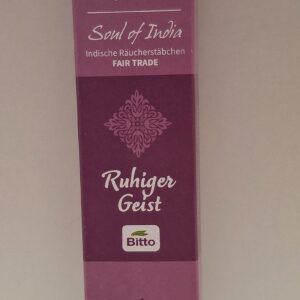 Soul of India
Indische Räucherstäbchen
FAIR TRADE
Ruhiger
Geist
Bitto